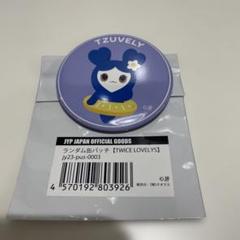 TZUVELY
JYP JAPAN OFFICIAL GOODS
ランダム缶バッチ【TWICE LOVELYS】
jy23-pus-0003
4 570192 803926